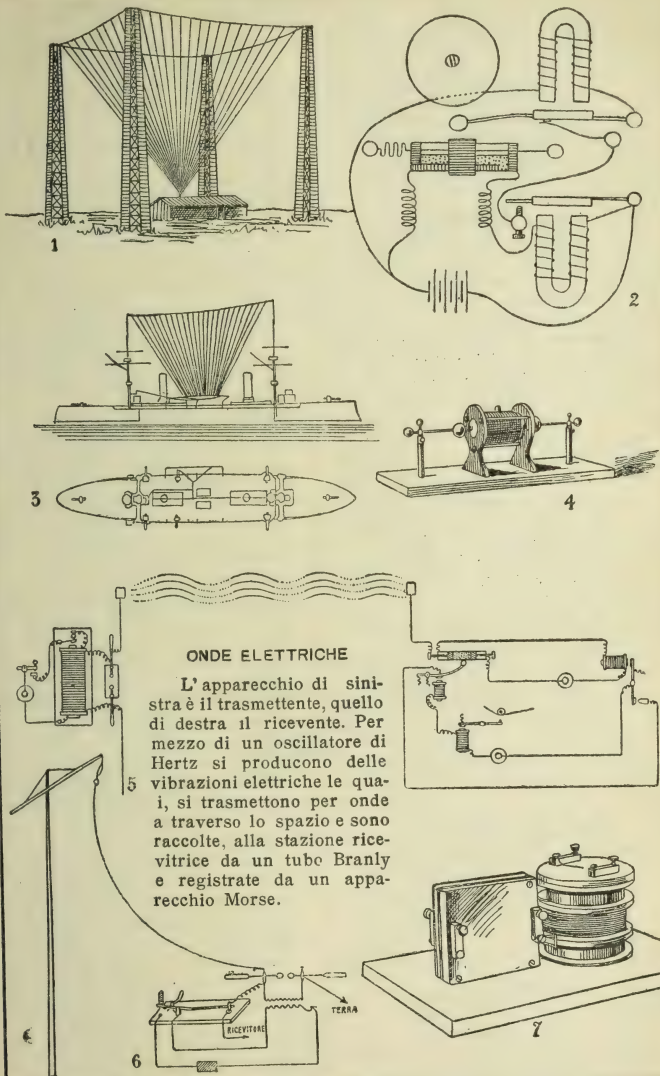 1
2
3
4
ONDE ELETTRICHE
L'apparecchio di sini-
stra è il trasmettente, quello
di destra il ricevente. Per
mezzo di un oscillatore di
Hertz si producono delle
vibrazioni elettriche le qua-
i, si trasmettono per onde
a traverso lo spazio e sono
raccolte, alla stazione rice-
vitrice da un tubo Branly
e registrate da un appa-
recchio Morse.
5
RICEVITORE
TERRA
6
7